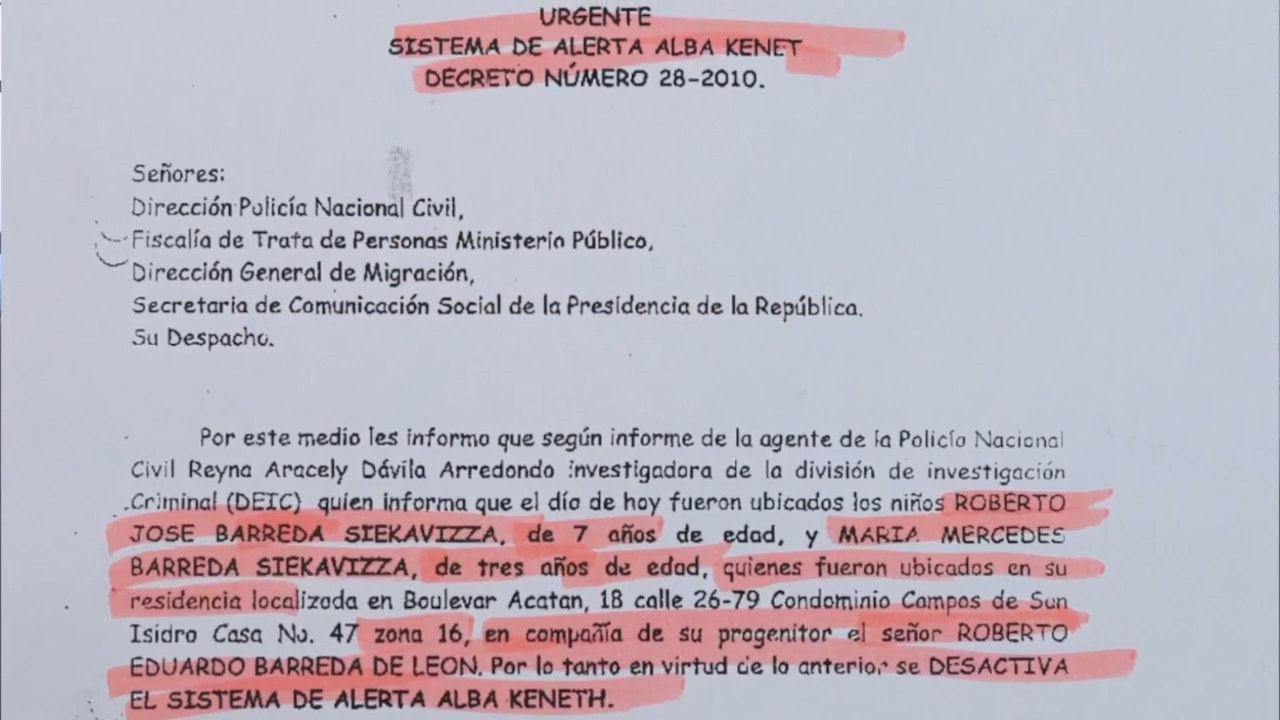 URGENTE
SISTEMA DE ALERTA ALBA KENET
DECRETO NÚMERO 28-2010.
Señores:
Dirección Policía Nacional Civil,
Fiscalía de Trata de Personas Ministerio Público,
Dirección General de Migración,
Secretaria de Comunicación Social de la Presidencia de la República.
Su Despacho.
Por este medio les informo que según informe de la agente de la Policía Nacional
Civil Reyna Aracely Dávila Arredondo investigadora de la división de investigación
Criminal (DEIC) quien informa que el día de hoy fueron ubicados los niños ROBERTO
JOSE BARREDA SIEKAVIZZA, de 7 años de edad, y MARIA MERCEDES
BARREDA SIEKAVIZZA, de tres años de edad, quienes fueron ubicados en su
residencia localizada en Boulevar Acatan, 18 calle 26-79 Condominio Campos de San
Isidro Casa No. 47 zona 16, en compañía de su progenitor el señor ROBERTO
EDUARDO BARREDA DE LEON. Por lo tanto en virtud de lo anterior se DESACTIVA
EL SISTEMA DE ALERTA ALBA KENETH.